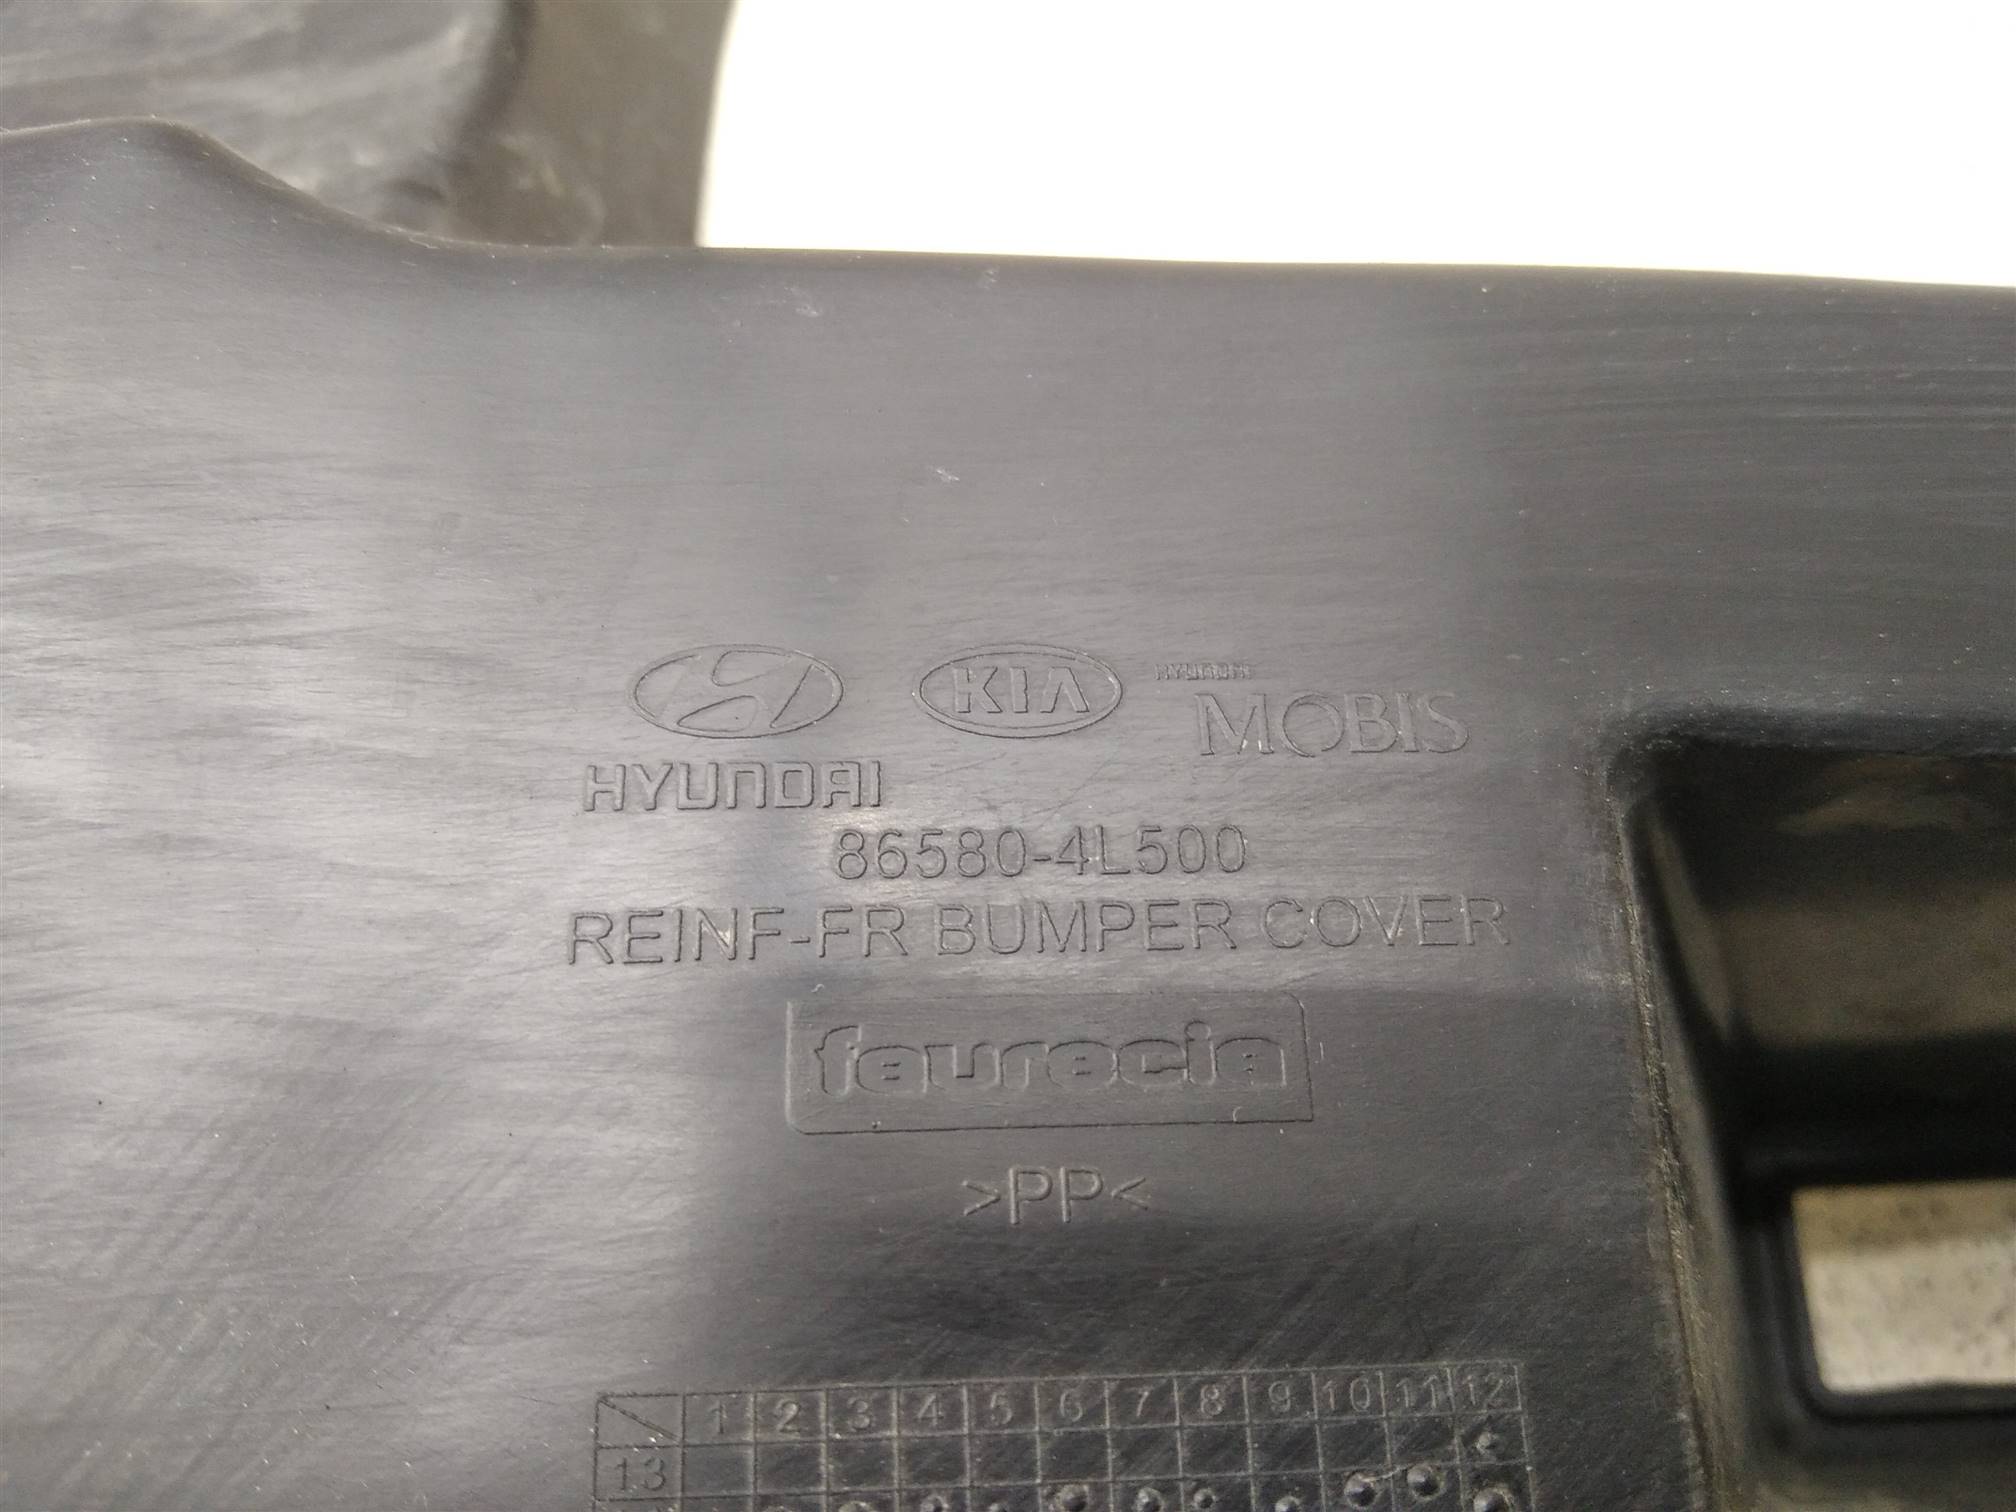 KIA
HYUNDAI
MOBIS
HYUNDAI
86580-4L500
REINF-FR BUMPER COVER
faurecia
>PP<
1 2 3 4 5 6 7 8 9 10 11 12
13